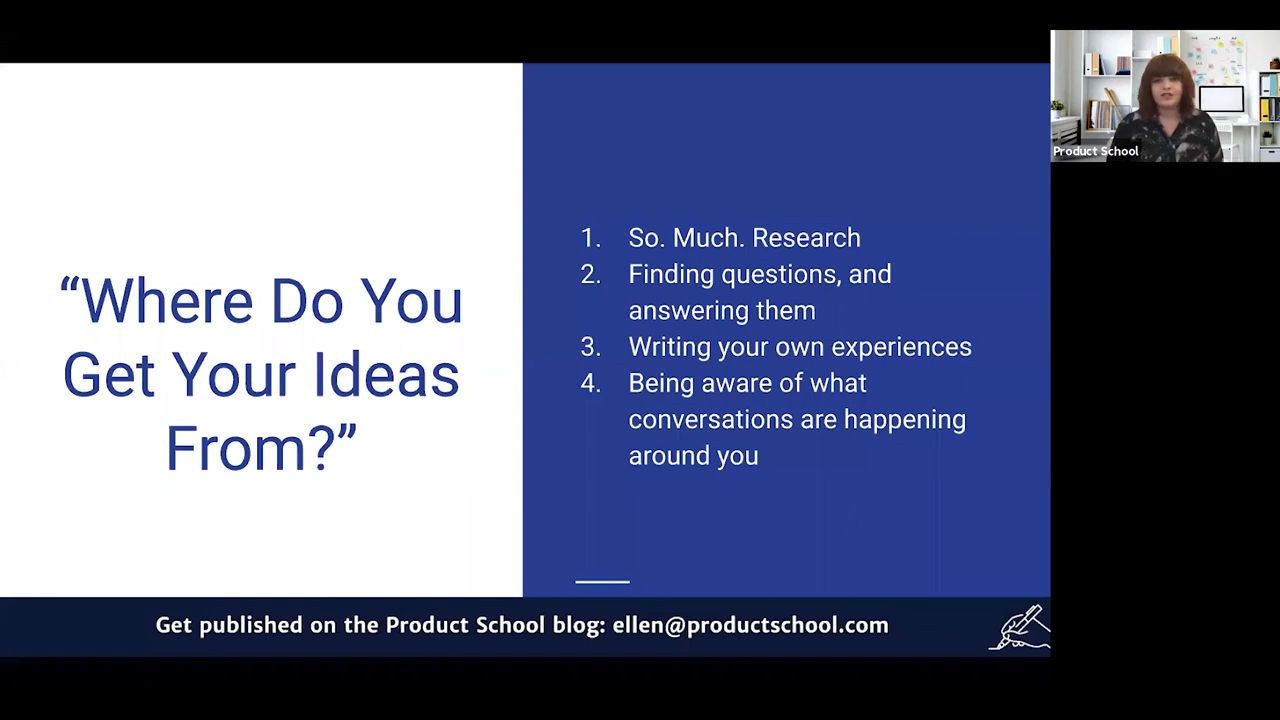 “Where Do You
Get Your Ideas
From?”
1. So. Much. Research
2. Finding questions, and
answering them
3. Writing your own experiences
4. Being aware of what
conversations are happening
around you
Get published on the Product School blog: ellen@productschool.com
Product School